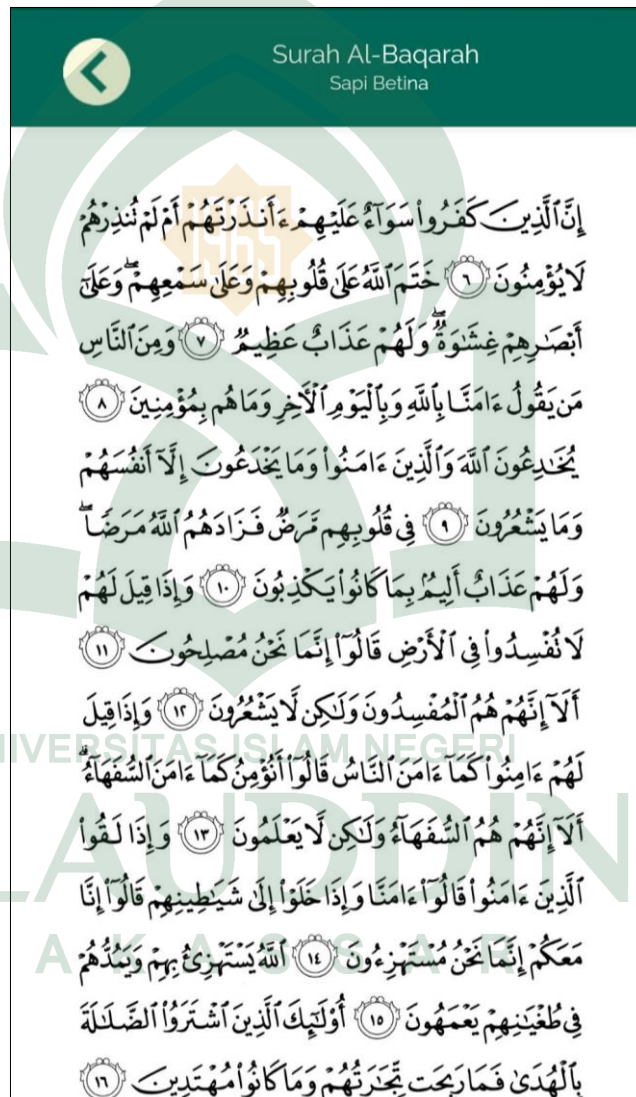 Surah Al-Baqarah
Sapi Betina
إِنَّ ٱلَّذِينَ كَفَرُوا۟ سَوَآءٌ عَلَيْهِمْ ءَأَنذَرْتَهُمْ أَمْ لَمْ تُنذِرْهُمْ
لَا يُؤْمِنُونَ ٦ خَتَمَ ٱللَّهُ عَلَىٰ قُلُوبِهِمْ وَعَلَىٰ سَمْعِهِمْ ۖ وَعَلَىٰٓ
أَبْصَـٰرِهِمْ غِشَـٰوَةٌ ۖ وَلَهُمْ عَذَابٌ عَظِيمٌ ٧ وَمِنَ ٱلنَّاسِ
مَن يَقُولُ ءَامَنَّا بِٱللَّهِ وَبِٱلْيَوْمِ ٱلْـَٔاخِرِ وَمَا هُم بِمُؤْمِنِينَ ٨
يُخَـٰدِعُونَ ٱللَّهَ وَٱلَّذِينَ ءَامَنُوا۟ وَمَا يَخْدَعُونَ إِلَّآ أَنفُسَهُمْ
وَمَا يَشْعُرُونَ ٩ فِى قُلُوبِهِم مَّرَضٌ فَزَادَهُمُ ٱللَّهُ مَرَضًا ۖ
وَلَهُمْ عَذَابٌ أَلِيمٌۢ بِمَا كَانُوا۟ يَكْذِبُونَ ١٠ وَإِذَا قِيلَ لَهُمْ
لَا تُفْسِدُوا۟ فِى ٱلْأَرْضِ قَالُوٓا۟ إِنَّمَا نَحْنُ مُصْلِحُونَ ١١
أَلَآ إِنَّهُمْ هُمُ ٱلْمُفْسِدُونَ وَلَـٰكِن لَّا يَشْعُرُونَ ١٢ وَإِذَا قِيلَ
لَهُمْ ءَامِنُوا۟ كَمَآ ءَامَنَ ٱلنَّاسُ قَالُوٓا۟ أَنُؤْمِنُ كَمَآ ءَامَنَ ٱلسُّفَهَآءُ ۗ
أَلَآ إِنَّهُمْ هُمُ ٱلسُّفَهَآءُ وَلَـٰكِن لَّا يَعْلَمُونَ ١٣ وَإِذَا لَقُوا۟
ٱلَّذِينَ ءَامَنُوا۟ قَالُوٓا۟ ءَامَنَّا وَإِذَا خَلَوْا۟ إِلَىٰ شَيَـٰطِينِهِمْ قَالُوٓا۟ إِنَّا
مَعَكُمْ إِنَّمَا نَحْنُ مُسْتَهْزِءُونَ ١٤ ٱللَّهُ يَسْتَهْزِئُ بِهِمْ وَيَمُدُّهُمْ
فِى طُغْيَـٰنِهِمْ يَعْمَهُونَ ١٥ أُو۟لَـٰٓئِكَ ٱلَّذِينَ ٱشْتَرَوُا۟ ٱلضَّلَـٰلَةَ
بِٱلْهُدَىٰ فَمَا رَبِحَت تِّجَـٰرَتُهُمْ وَمَا كَانُوا۟ مُهْتَدِينَ ١٦
1965
SITAS ISLAM NEGERI
LAUDDIN
A K A S S A R